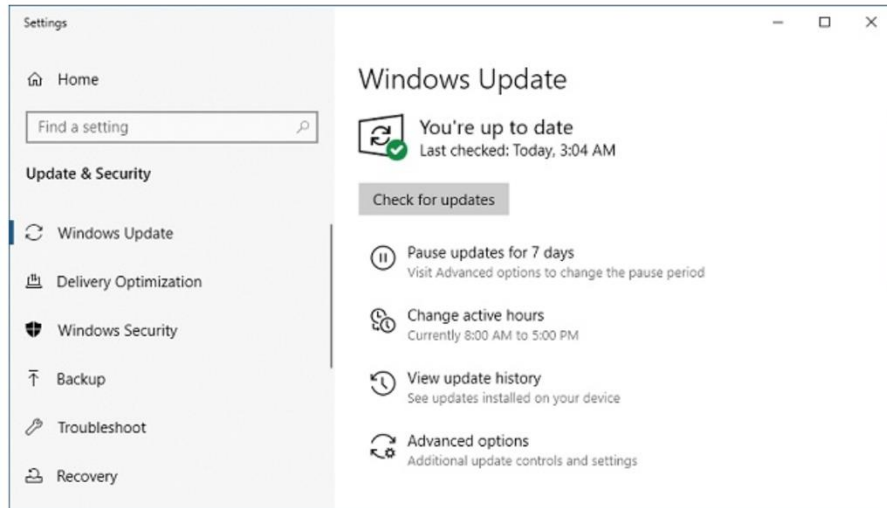 Settings
Home
Find a setting
Update & Security
Windows Update
Delivery Optimization
Windows Security
Backup
Troubleshoot
Recovery
Windows Update
You're up to date
Last checked: Today, 3:04 AM
Check for updates
Pause updates for 7 days
Visit Advanced options to change the pause period
Change active hours
Currently 8:00 AM to 5:00 PM
View update history
See updates installed on your device
Advanced options
Additional update controls and settings